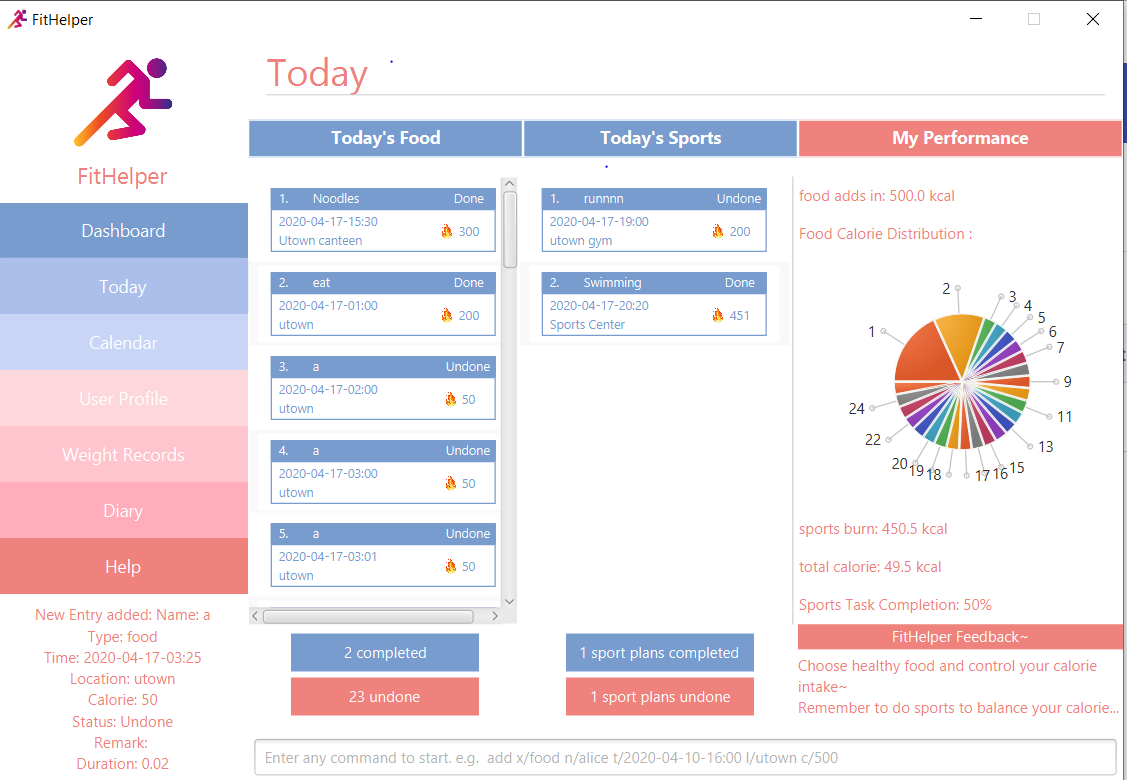 FitHelper
FitHelper
Dashboard
Today
Calendar
User Profile
Weight Records
Diary
Help
New Entry added: Name: a
Type: food
Time: 2020-04-17-03:25
Location: utown
Calorie: 50
Status: Undone
Remark:
Duration: 0.02
Today
Today's Food
Today's Sports
My Performance
1. Noodles Done
2020-04-17-15:30
Utown canteen 300
2. eat Done
2020-04-17-01:00
utown 200
3. a Undone
2020-04-17-02:00
utown 50
4. a Undone
2020-04-17-03:00
utown 50
5. a Undone
2020-04-17-03:01
utown 50
2 completed
23 undone
1. runnnn Undone
2020-04-17-19:00
utown gym 200
2. Swimming Done
2020-04-17-20:20
Sports Center 451
1 sport plans completed
1 sport plans undone
food adds in: 500.0 kcal
Food Calorie Distribution :
1
2
3
4
5
6
7
9
11
13
15
16
17
18
19
20
22
24
sports burn: 450.5 kcal
total calorie: 49.5 kcal
Sports Task Completion: 50%
FitHelper Feedback~
Choose healthy food and control your calorie
intake~
Remember to do sports to balance your calorie...
Enter any command to start. e.g. add x/food n/alice t/2020-04-10-16:00 l/utown c/500